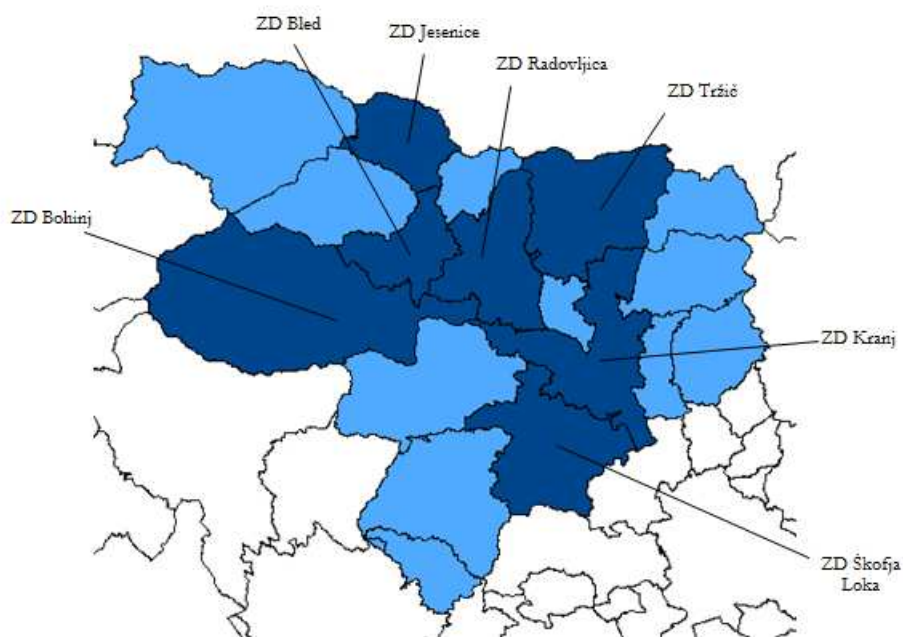 ZD Bled
ZD Jesenice
ZD Radovljica
ZD Tržič
ZD Bohinj
ZD Kranj
ZD Škofja
Loka